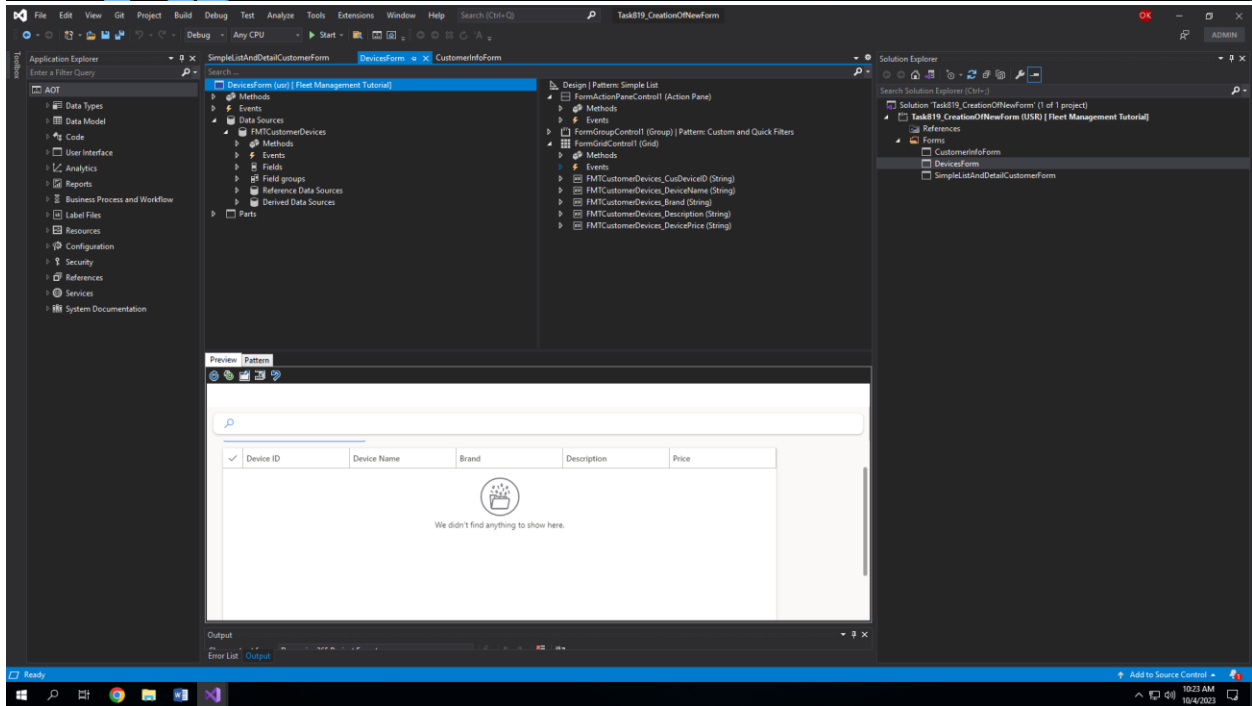 File Edit View Git Project Build Debug Test Analyze Tools Extensions Window Help Search (Ctrl+Q) Task819_CreationOfNewForm OK
Debug Any CPU Start ADMIN
Toolbox
Application Explorer
Enter a Filter Query
AOT
Data Types
Data Model
Code
User Interface
Analytics
Reports
Business Process and Workflow
Label Files
Resources
Configuration
Security
References
Services
System Documentation
SimpleListAndDetailCustomerForm DevicesForm CustomerInfoForm
Search ...
DevicesForm (usr) [ Fleet Management Tutorial]
Methods
Events
Data Sources
FMTCustomerDevices
Methods
Events
Fields
Field groups
Reference Data Sources
Derived Data Sources
Parts
Design | Pattern: Simple List
FormActionPaneControl1 (Action Pane)
Methods
Events
FormGroupControl1 (Group) | Pattern: Custom and Quick Filters
FormGridControl1 (Grid)
Methods
Events
FMTCustomerDevices_CusDeviceID (String)
FMTCustomerDevices_DeviceName (String)
FMTCustomerDevices_Brand (String)
FMTCustomerDevices_Description (String)
FMTCustomerDevices_DevicePrice (String)
Preview Pattern
Device ID Device Name Brand Description Price
We didn't find anything to show here.
Output
Error List Output
Solution Explorer
Search Solution Explorer (Ctrl+;)
Solution 'Task819_CreationOfNewForm' (1 of 1 project)
Task819_CreationOfNewForm (USR) [ Fleet Management Tutorial]
References
Forms
CustomerInfoForm
DevicesForm
SimpleListAndDetailCustomerForm
Ready Add to Source Control
10:23 AM
10/4/2023